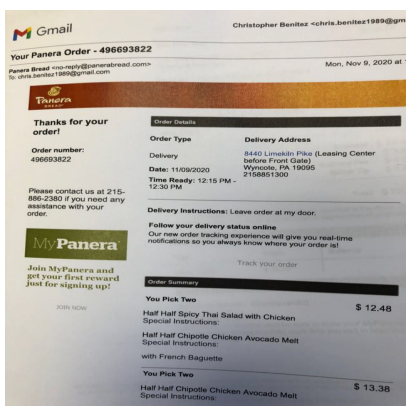 Gmail
Christopher Benitez <chris.benitez1989@gm
Your Panera Order - 496693822
Panera Bread <no-reply@panerabread.com>
To: chris.benitez1989@gmail.com
Mon, Nov 9, 2020 at
Panera
BREAD
Thanks for your
order!
Order number:
496693822
Please contact us at 215-
886-2380 if you need any
assistance with your
order.
MyPanera
Join MyPanera and
get your first reward
just for signing up!
JOIN NOW
Order Details
Order Type
Delivery
Date: 11/09/2020
Time Ready: 12:15 PM -
12:30 PM
Delivery Address
8440 Limekiln Pike (Leasing Center
before Front Gate)
Wyncote, PA 19095
2158851300
Delivery Instructions: Leave order at my door.
Follow your delivery status online
Our new order tracking experience will give you real-time
notifications so you always know where your order is!
Track your order
Order Summary
You Pick Two
$ 12.48
Half Half Spicy Thai Salad with Chicken
Special Instructions:
Half Half Chipotle Chicken Avocado Melt
Special Instructions:
with French Baguette
You Pick Two
$ 13.38
Half Half Chipotle Chicken Avocado Melt
Special Instructions: